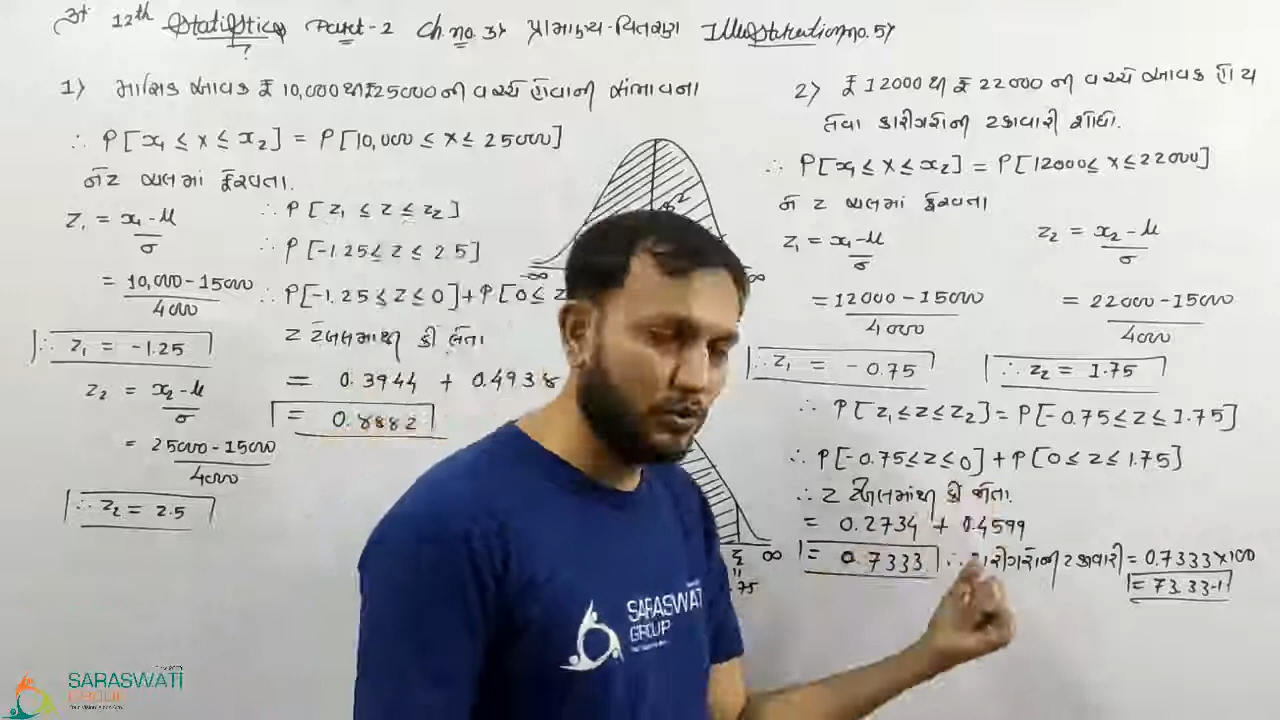 12th Statistics Part-2 Ch.no.3> પ્રામાણ્ય-વિતરણ Illustration no.5>
1> માસિક આવક ₹ 10,000 થી ₹25000 ની વચ્ચે હોવાની સંભાવના
∴ P[x₁ ≤ x ≤ x₂] = P[10,000 ≤ x ≤ 25000]
ને Z ચલમાં ફેરવતા.
Z₁ = x₁-μ/σ
= 10,000-15000/4000
∴ Z₁ = -1.25
Z₂ = x₂-μ/σ
= 25000-15000/4000
∴ Z₂ = 2.5
∴ P[Z₁ ≤ Z ≤ Z₂]
∴ P[-1.25 ≤ Z ≤ 2.5]
∴ P[-1.25 ≤ Z ≤ 0] + P[0 ≤ Z
Z ટેબલમાંથી
= 0.3944 + 0.4938
= 0.8882
-∞
ξ ∞
75
2> ₹ 12000 થી ₹ 22000 ની વચ્ચે આવક હોય
તેવા કારીગરોની ટકાવારી શોધો.
∴ P[x₁ ≤ x ≤ x₂] = P[12000 ≤ x ≤ 22000]
ને Z ચલમાં ફેરવતા
Z₁ = x₁-μ/σ
= 12000-15000/4000
∴ Z₁ = -0.75
Z₂ = x₂-μ/σ
= 22000-15000/4000
∴ Z₂ = 1.75
∴ P[Z₁ ≤ Z ≤ Z₂] = P[-0.75 ≤ Z ≤ 1.75]
∴ P[-0.75 ≤ Z ≤ 0] + P[0 ≤ Z ≤ 1.75]
∴ Z ટેબલમાંથી
= 0.2734 + 0.4599
= 0.7333 ∴ કારીગરોની ટકાવારી = 0.7333×100
= 73.33%
SARASWATI
GROUP
SARASWATI
GROUP